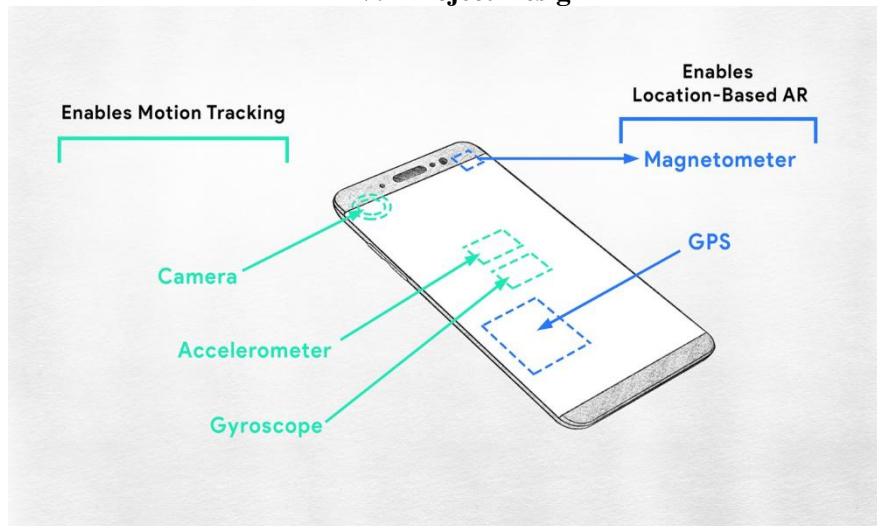 Enables Motion Tracking
Enables
Location-Based AR
Magnetometer
GPS
Camera
Accelerometer
Gyroscope